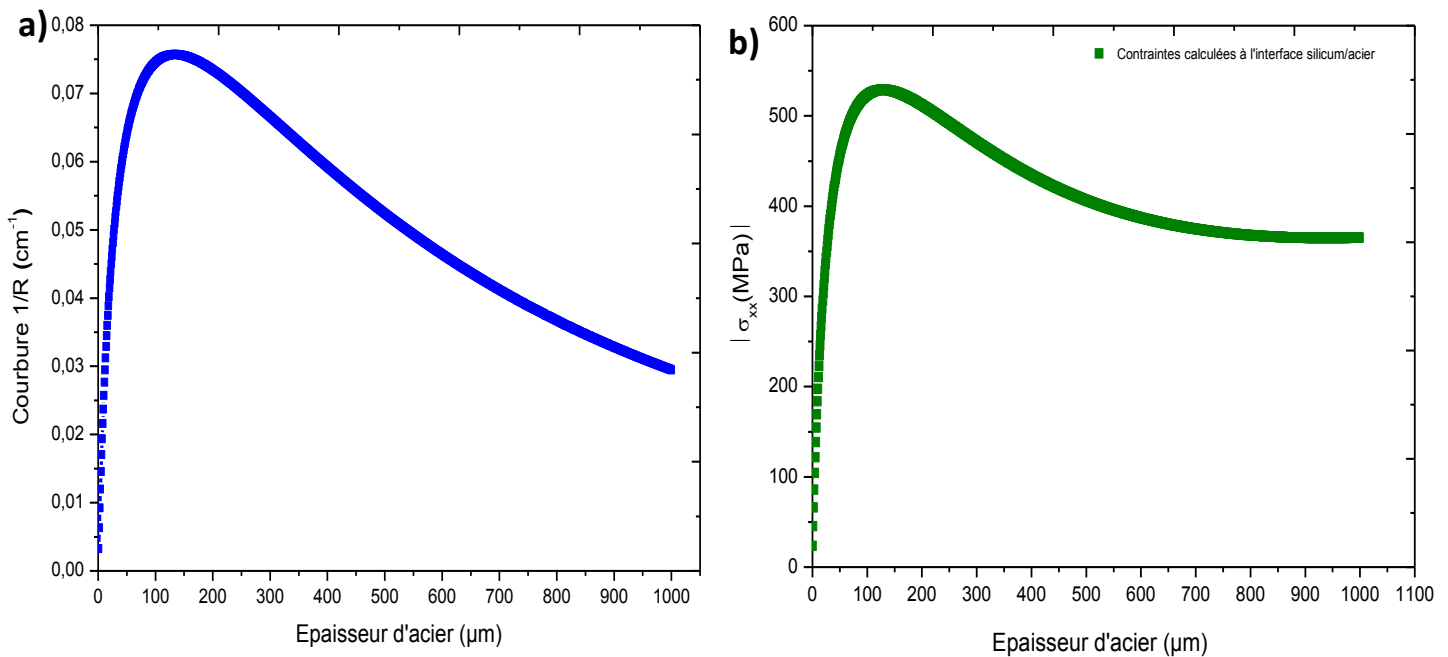 a)
0,08
0,07
0,06
0,05
0,04
0,03
0,02
0,01
0,00
Courbure 1/R (cm-1)
0 100 200 300 400 500 600 700 800 900 1000
Epaisseur d'acier (µm)
b)
600
500
400
300
200
100
0
| σxx(MPa) |
Contraintes calculées à l'interface silicum/acier
0 100 200 300 400 500 600 700 800 900 1000 1100
Epaisseur d'acier (µm)